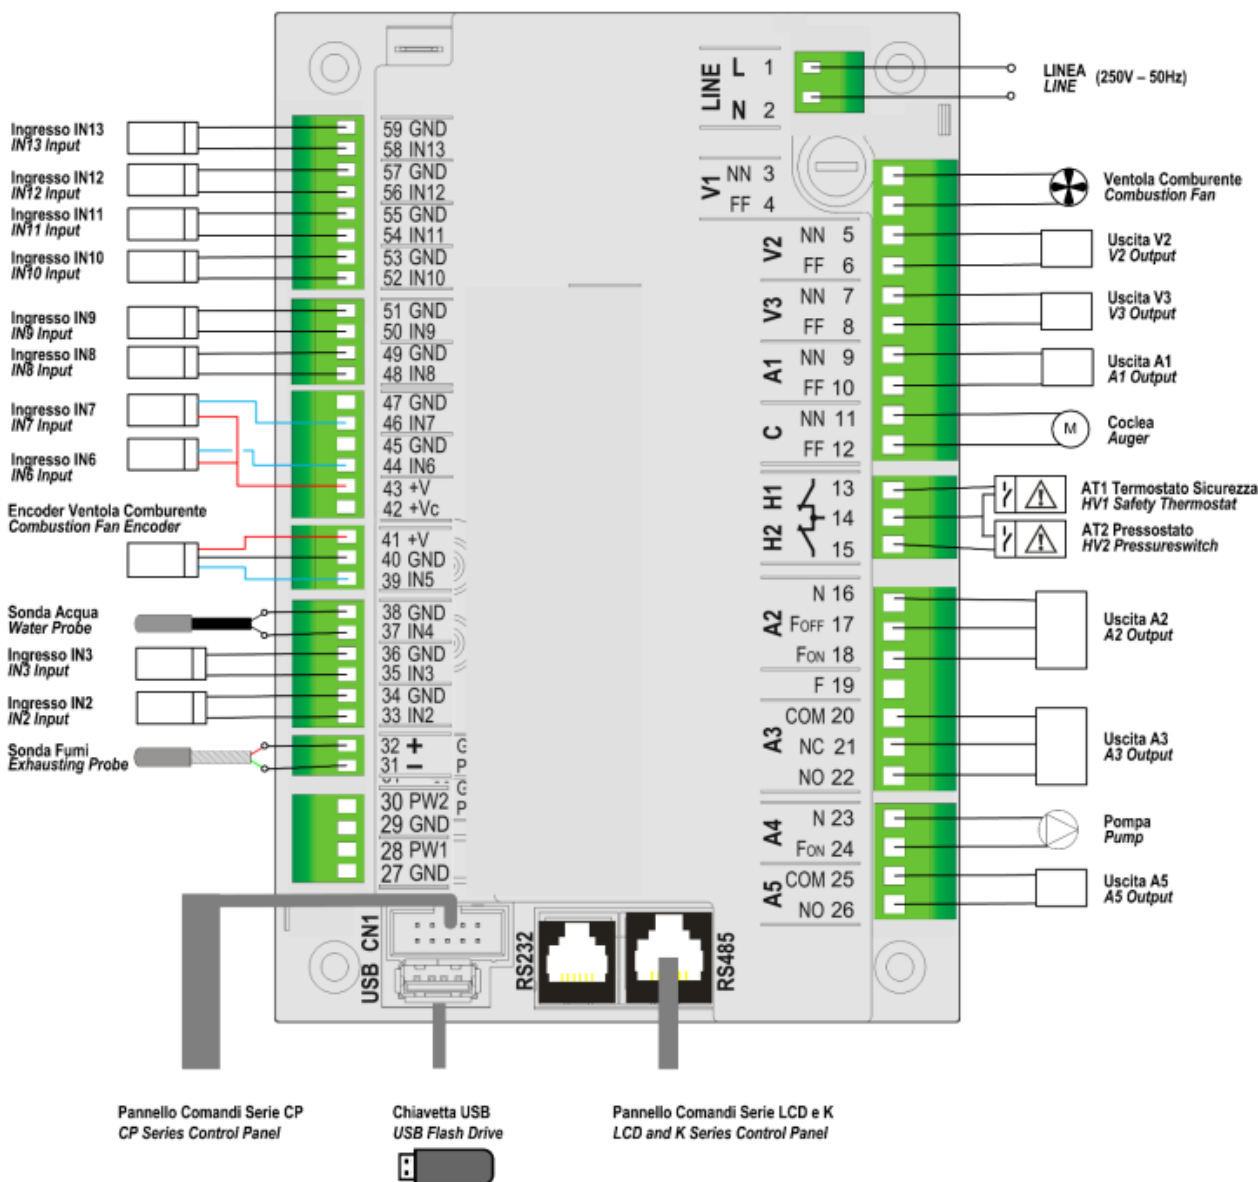 Ingresso IN13
IN13 Input
Ingresso IN12
IN12 Input
Ingresso IN11
IN11 Input
Ingresso IN10
IN10 Input
Ingresso IN9
IN9 Input
Ingresso IN8
IN8 Input
Ingresso IN7
IN7 Input
Ingresso IN6
IN6 Input
Encoder Ventola Comburente
Combustion Fan Encoder
Sonda Acqua
Water Probe
Ingresso IN3
IN3 Input
Ingresso IN2
IN2 Input
Sonda Fumi
Exhausting Probe
59 GND
58 IN13
57 GND
56 IN12
55 GND
54 IN11
53 GND
52 IN10
51 GND
50 IN9
49 GND
48 IN8
47 GND
46 IN7
45 GND
44 IN6
43 +V
42 +Vc
41 +V
40 GND
39 IN5
38 GND
37 IN4
36 GND
35 IN3
34 GND
33 IN2
32 +
31 −
30 PW2
29 GND
28 PW1
27 GND
G
P
G
P
LINE
L 1
N 2
V1
NN 3
FF 4
V2
NN 5
FF 6
V3
NN 7
FF 8
A1
NN 9
FF 10
C
NN 11
FF 12
H1
H2
13
14
15
A2
N 16
FOFF 17
FON 18
F 19
A3
COM 20
NC 21
NO 22
A4
N 23
FON 24
A5
COM 25
NO 26
LINEA
LINE
(250V – 50Hz)
Ventola Comburente
Combustion Fan
Uscita V2
V2 Output
Uscita V3
V3 Output
Uscita A1
A1 Output
M
Coclea
Auger
AT1 Termostato Sicurezza
HV1 Safety Thermostat
AT2 Pressostato
HV2 Pressureswitch
Uscita A2
A2 Output
Uscita A3
A3 Output
Pompa
Pump
Uscita A5
A5 Output
USB CN1
RS232
RS485
Pannello Comandi Serie CP
CP Series Control Panel
Chiavetta USB
USB Flash Drive
Pannello Comandi Serie LCD e K
LCD and K Series Control Panel